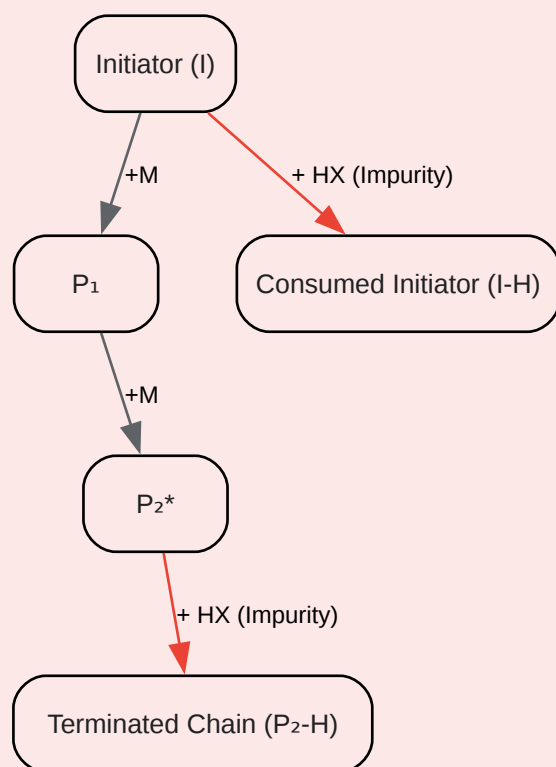 Initiator (I)
+M
+ HX (Impurity)
P₁
Consumed Initiator (I-H)
+M
P₂*
+ HX (Impurity)
Terminated Chain (P₂-H)